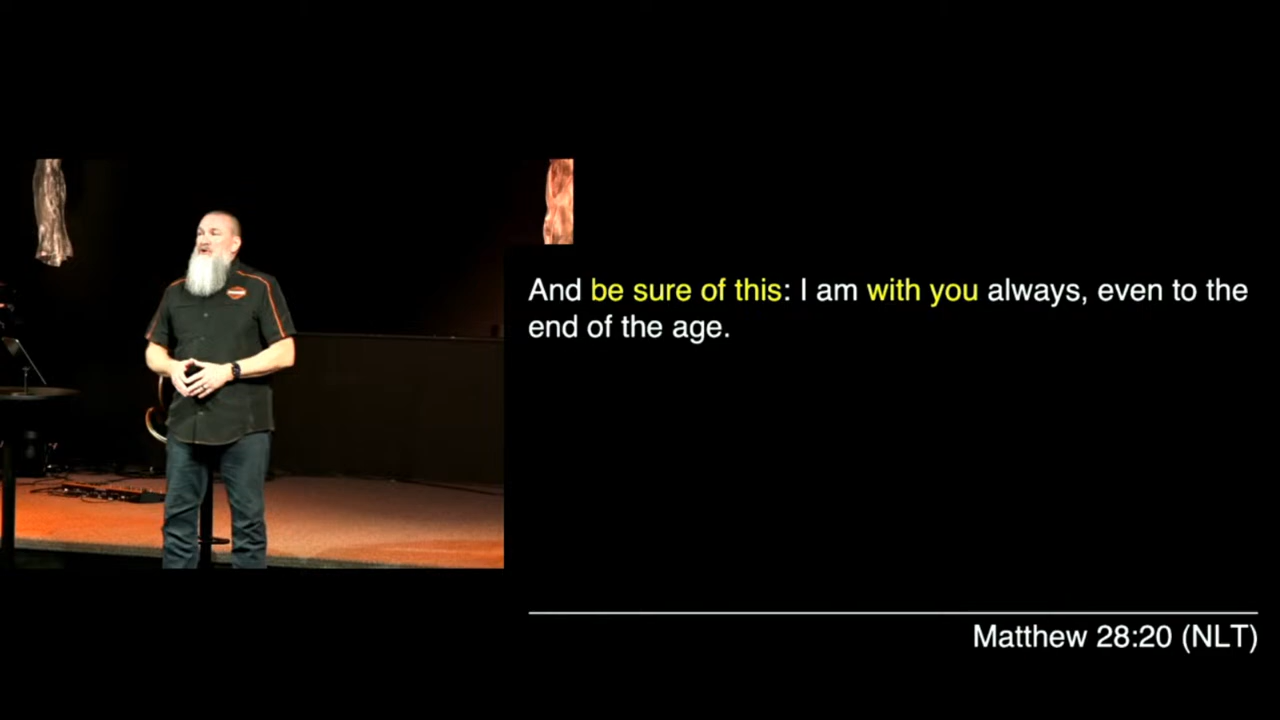 And be sure of this: I am with you always, even to the
end of the age.
Matthew 28:20 (NLT)